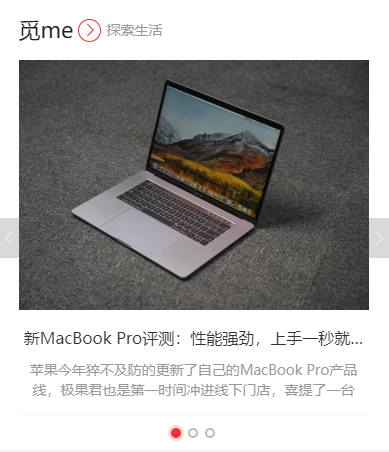 觅me
探索生活
新MacBook Pro评测：性能强劲，上手一秒就...
苹果今年猝不及防的更新了自己的MacBook Pro产品
线，极果君也是第一时间冲进线下门店，喜提了一台